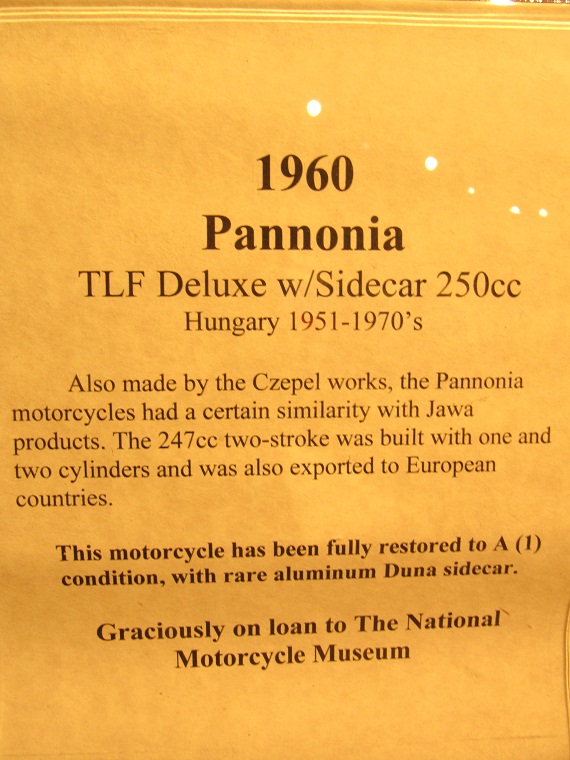 1960
Pannonia
TLF Deluxe w/Sidecar 250cc
Hungary 1951-1970's
Also made by the Czepel works, the Pannonia
motorcycles had a certain similarity with Jawa
products. The 247cc two-stroke was built with one and
two cylinders and was also exported to European
countries.
This motorcycle has been fully restored to A (1)
condition, with rare aluminum Duna sidecar.
Graciously on loan to The National
Motorcycle Museum